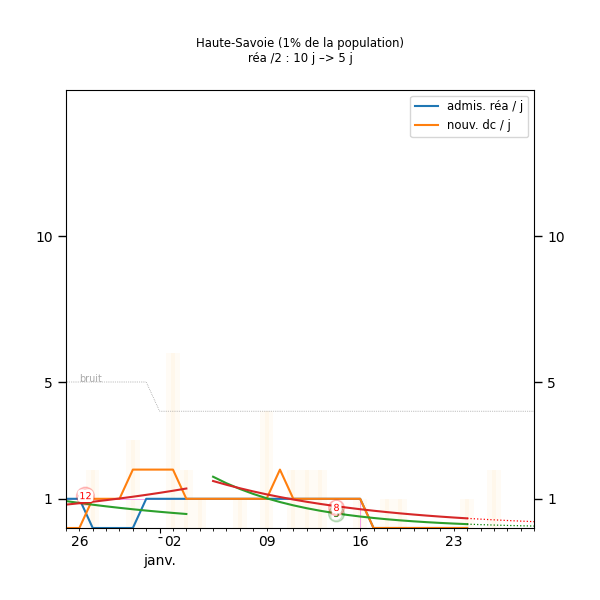 Haute-Savoie (1% de la population)
réa /2 : 10 j –> 5 j
admis. réa / j
nouv. dc / j
10
10
bruit
5
5
12
8
1
1
26
02
09
16
23
janv.